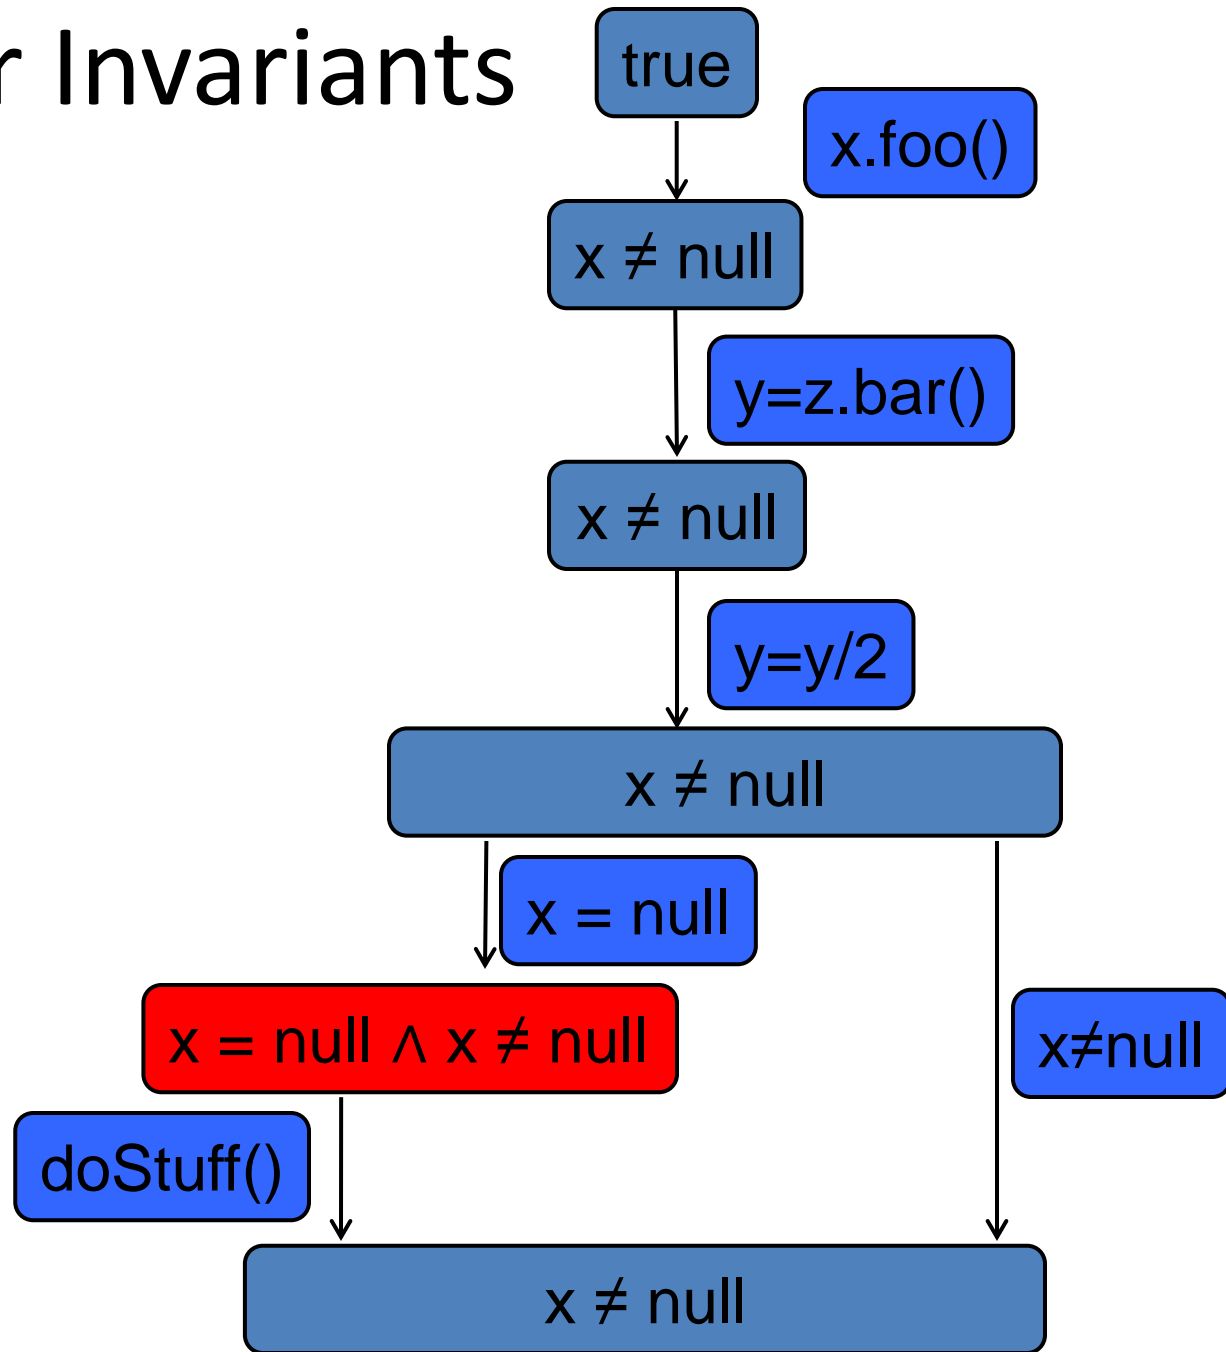 r Invariants
true
x.foo()
x ≠ null
y=z.bar()
x ≠ null
y=y/2
x ≠ null
x = null
x = null ∧ x ≠ null
x≠null
doStuff()
x ≠ null